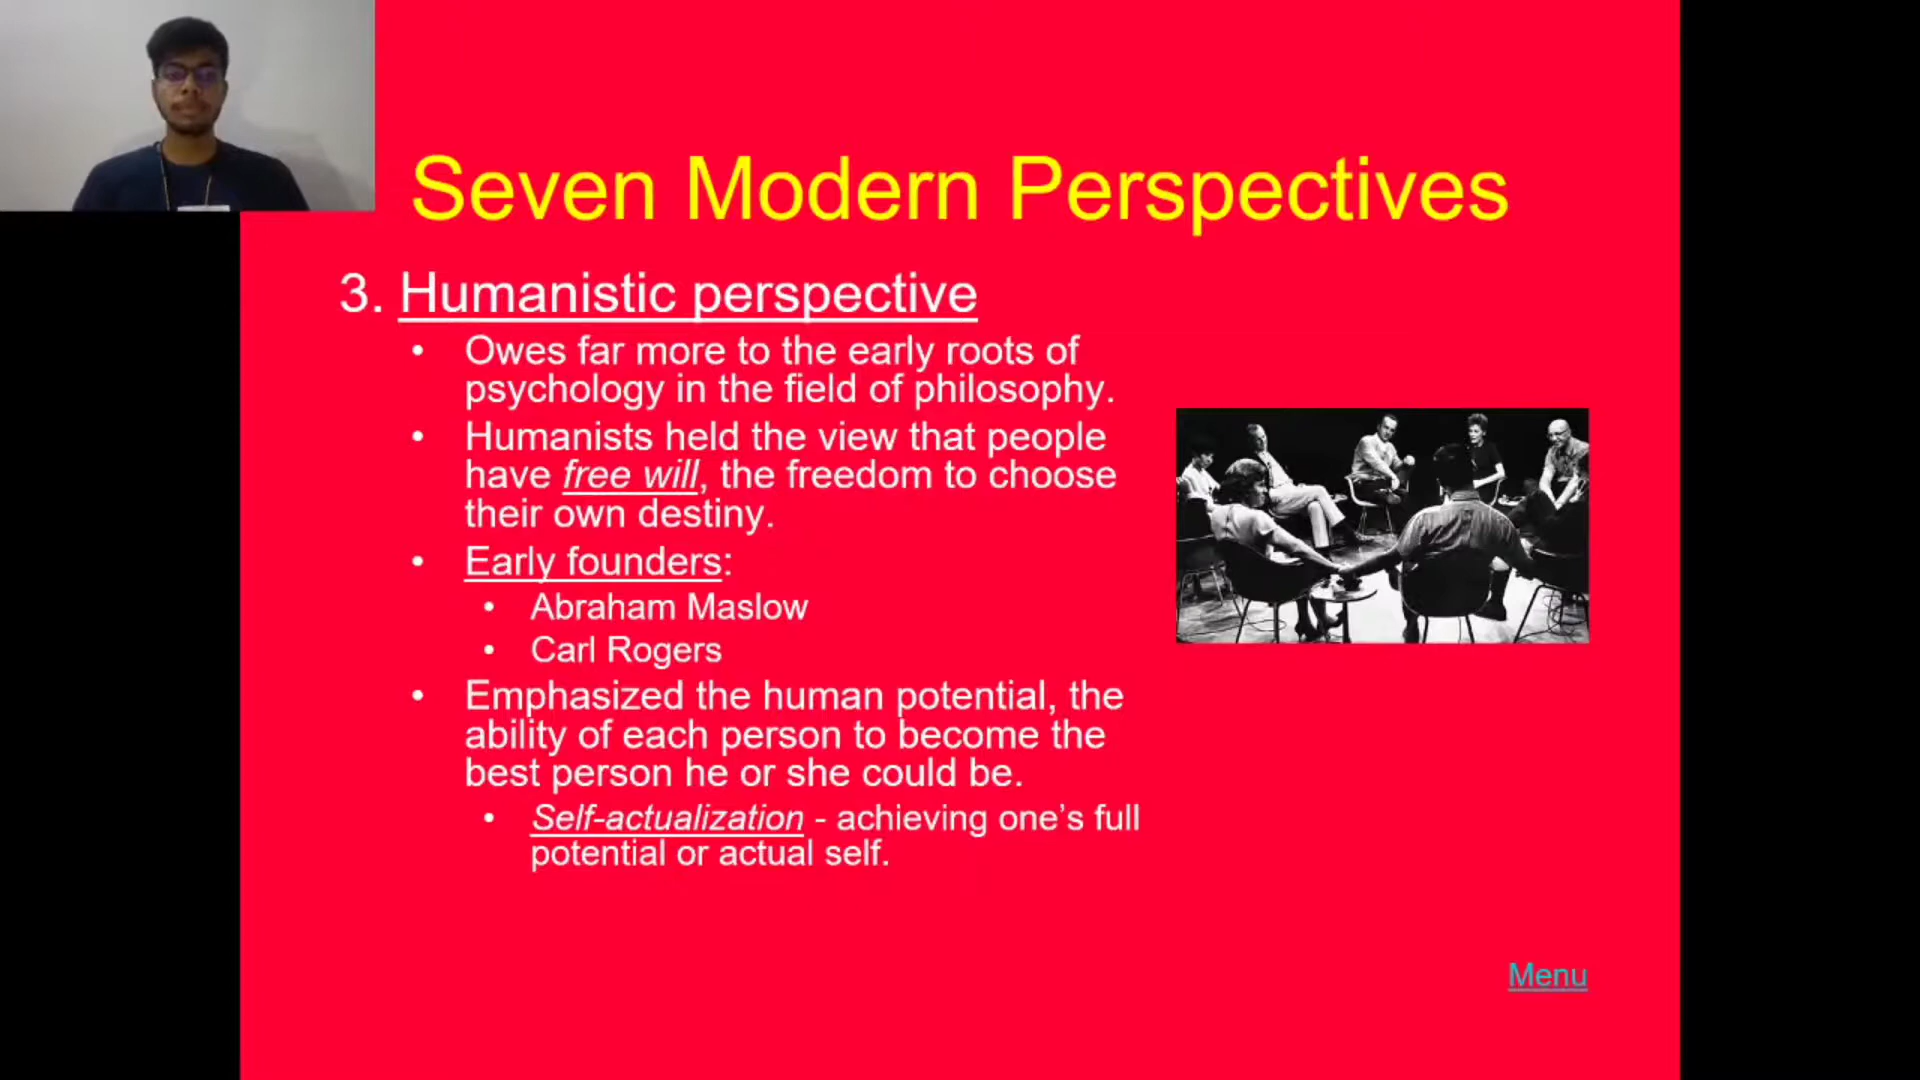 Seven Modern Perspectives
3. Humanistic perspective
• Owes far more to the early roots of
psychology in the field of philosophy.
• Humanists held the view that people
have free will, the freedom to choose
their own destiny.
• Early founders:
• Abraham Maslow
• Carl Rogers
• Emphasized the human potential, the
ability of each person to become the
best person he or she could be.
• Self-actualization - achieving one’s full
potential or actual self.
Menu